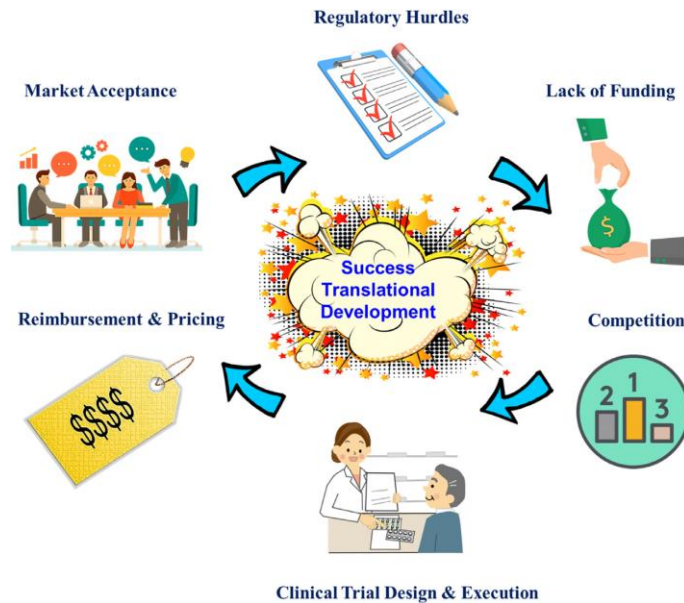 Regulatory Hurdles
Market Acceptance
Lack of Funding
$
Success
Translational
Development
Reimbursement & Pricing
Competition
$$$$
2 1 3
Clinical Trial Design & Execution